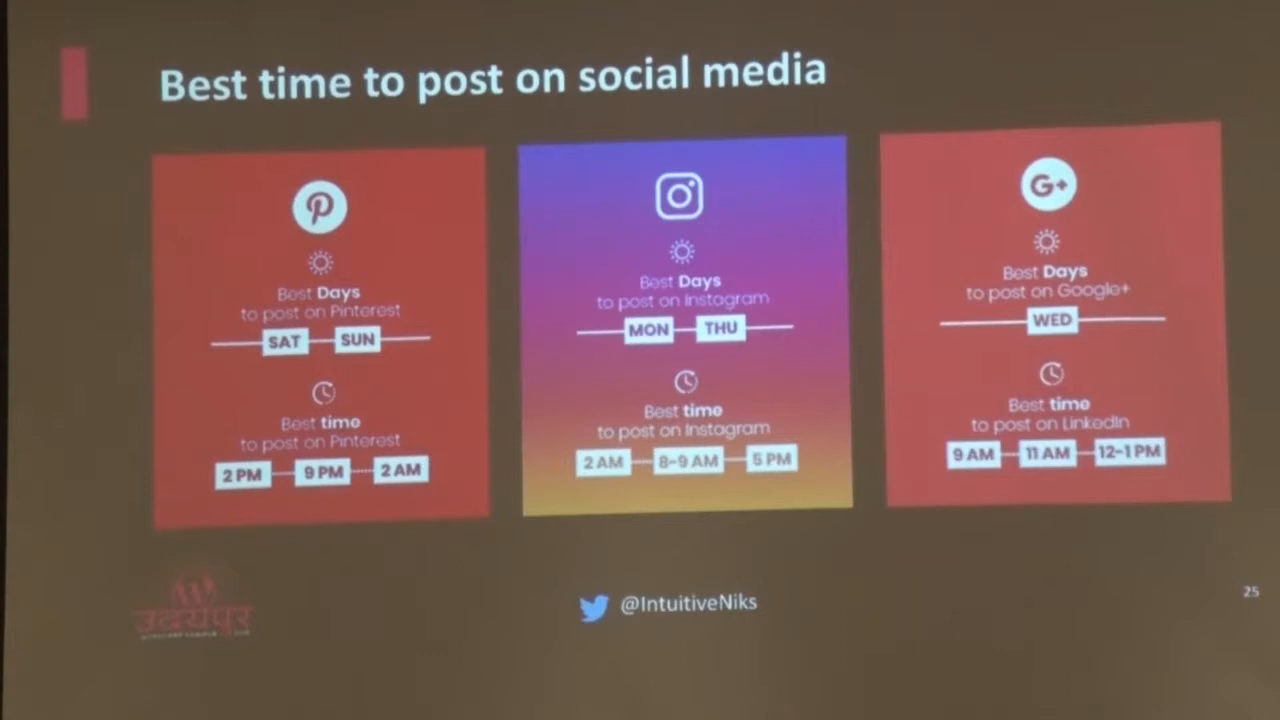 Best time to post on social media
Best Days
to post on Pinterest
SAT SUN
Best time
to post on Pinterest
2 PM 9 PM 2 AM
Best Days
to post on Instagram
MON THU
Best time
to post on Instagram
2 AM 8-9 AM 5 PM
G+
Best Days
to post on Google+
WED
Best time
to post on LinkedIn
9 AM 11 AM 12-1 PM
उदयपुर
@IntuitiveNiks
25